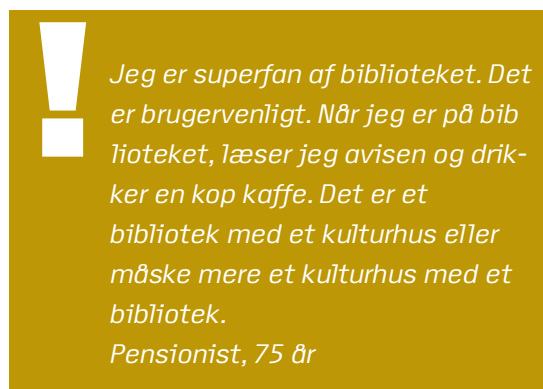 !
Jeg er superfan af biblioteket. Det
er brugervenligt. Når jeg er på bib
lioteket, læser jeg avisen og drik-
ker en kop kaffe. Det er et
bibliotek med et kulturhus eller
måske mere et kulturhus med et
bibliotek.
Pensionist, 75 år